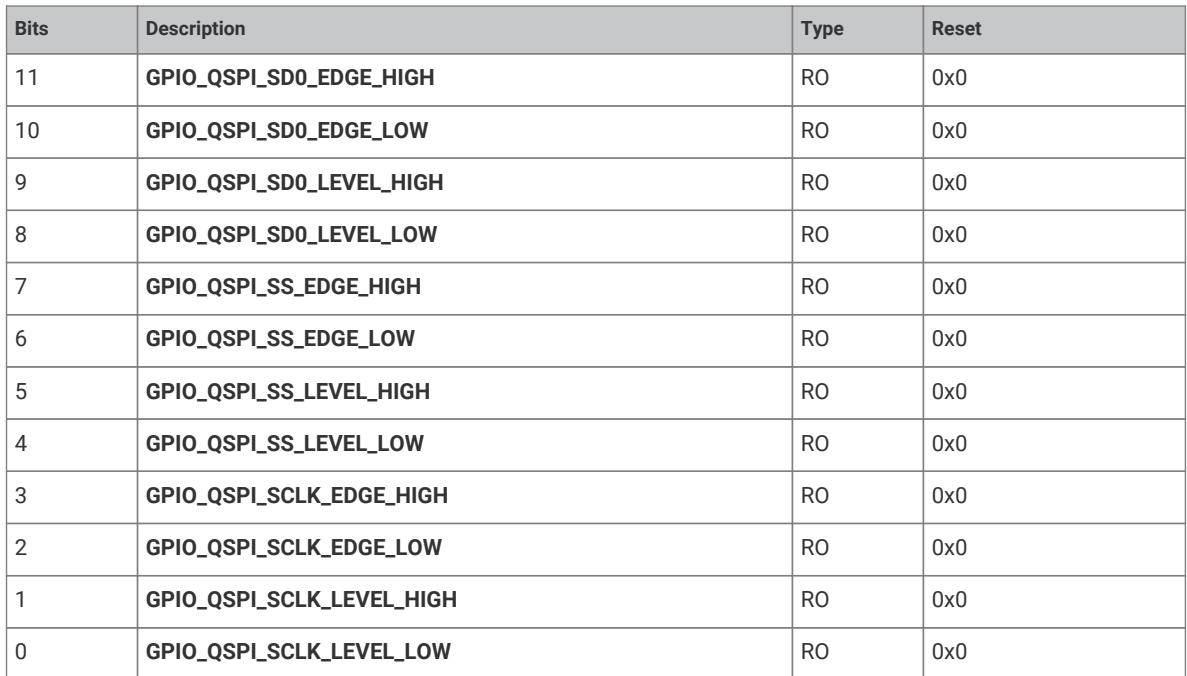 Bits Description Type Reset
11 GPIO_QSPI_SD0_EDGE_HIGH RO 0x0
10 GPIO_QSPI_SD0_EDGE_LOW RO 0x0
9 GPIO_QSPI_SD0_LEVEL_HIGH RO 0x0
8 GPIO_QSPI_SD0_LEVEL_LOW RO 0x0
7 GPIO_QSPI_SS_EDGE_HIGH RO 0x0
6 GPIO_QSPI_SS_EDGE_LOW RO 0x0
5 GPIO_QSPI_SS_LEVEL_HIGH RO 0x0
4 GPIO_QSPI_SS_LEVEL_LOW RO 0x0
3 GPIO_QSPI_SCLK_EDGE_HIGH RO 0x0
2 GPIO_QSPI_SCLK_EDGE_LOW RO 0x0
1 GPIO_QSPI_SCLK_LEVEL_HIGH RO 0x0
0 GPIO_QSPI_SCLK_LEVEL_LOW RO 0x0